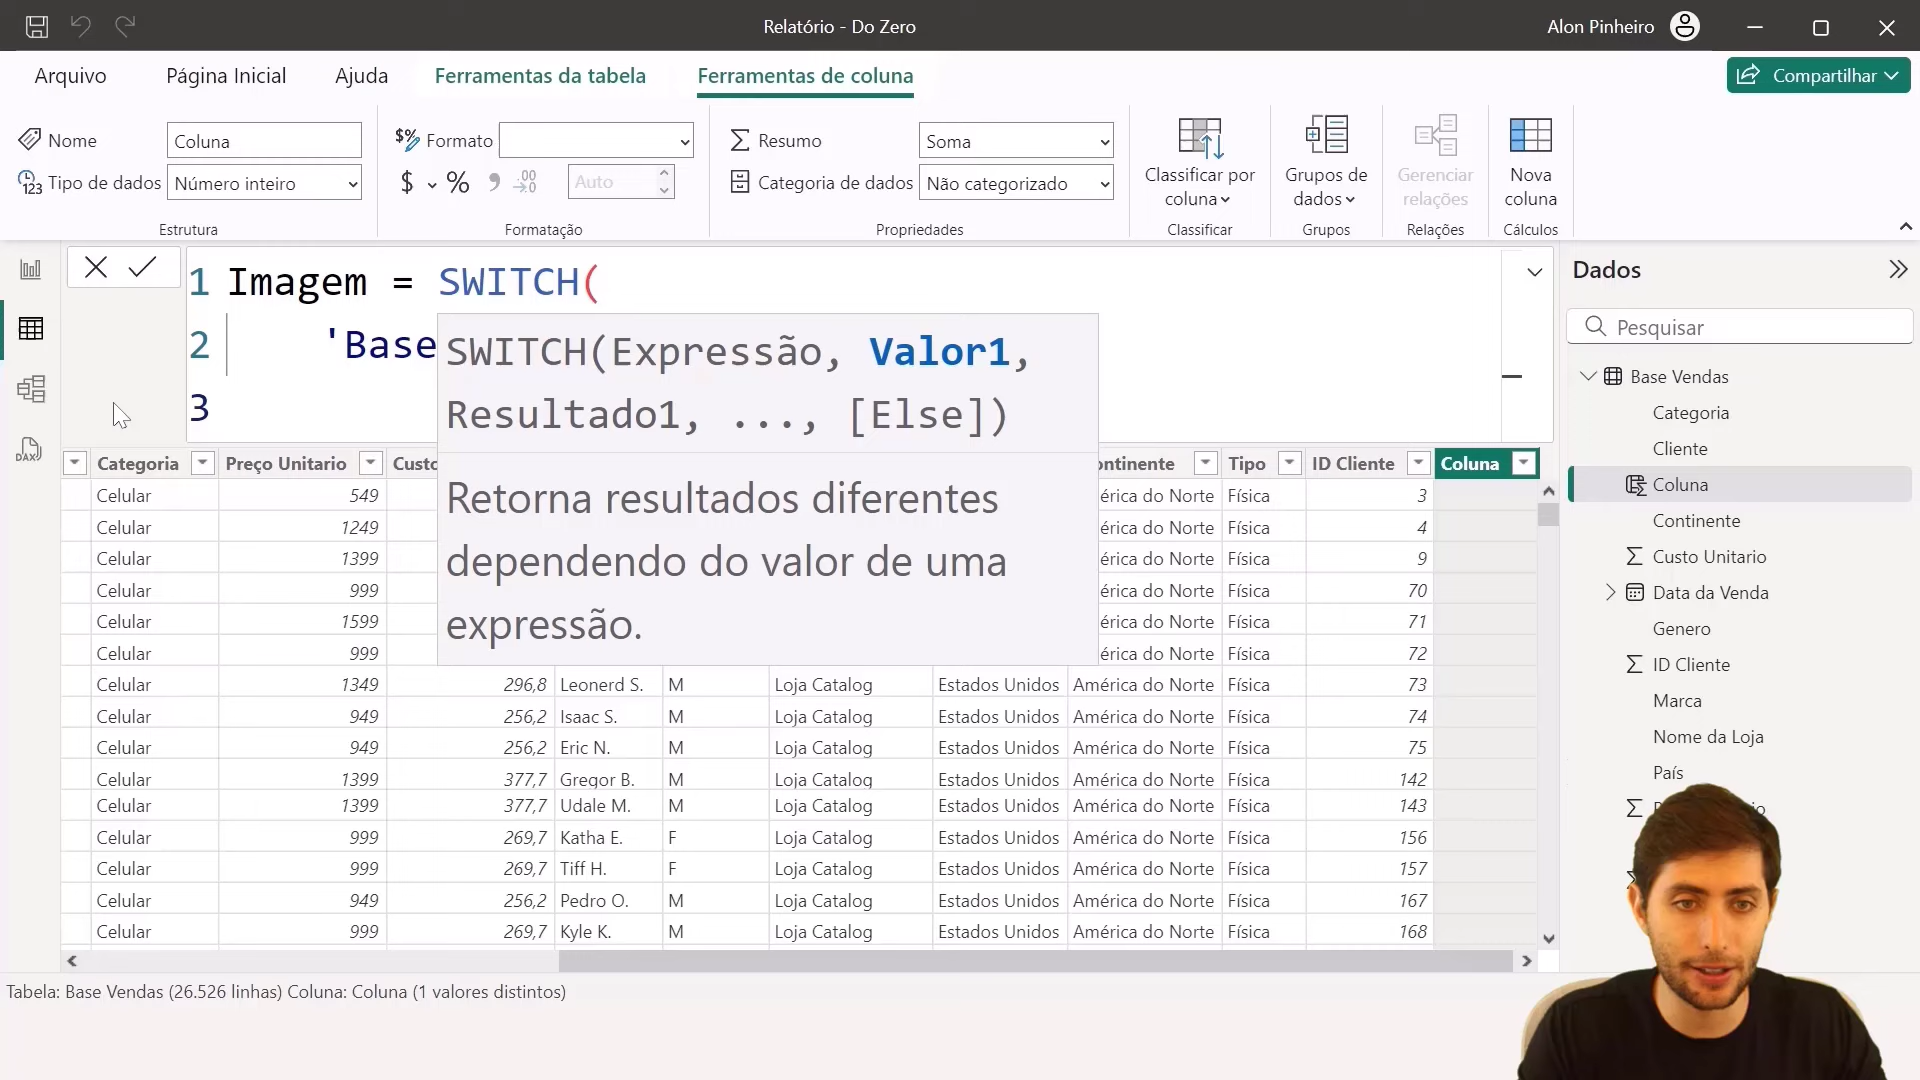 Relatório - Do Zero
Alon Pinheiro
Arquivo
Página Inicial
Ajuda
Ferramentas da tabela
Ferramentas de coluna
Compartilhar
Nome
Coluna
Tipo de dados
Número inteiro
Estrutura
Formato
Auto
Formatação
Resumo
Soma
Categoria de dados
Não categorizado
Propriedades
Classificar por
coluna
Classificar
Grupos de
dados
Grupos
Gerenciar
relações
Relações
Nova
coluna
Cálculos
1 Imagem = SWITCH(
2 'Base
3
SWITCH(Expressão, Valor1,
Resultado1, ..., [Else])
Retorna resultados diferentes
dependendo do valor de uma
expressão.
Categoria Preço Unitario Custo ontinente Tipo ID Cliente Coluna
Celular 549 érica do Norte Física 3
Celular 1249 érica do Norte Física 4
Celular 1399 érica do Norte Física 9
Celular 999 érica do Norte Física 70
Celular 1599 érica do Norte Física 71
Celular 999 érica do Norte Física 72
Celular 1349 296,8 Leonerd S. M Loja Catalog Estados Unidos América do Norte Física 73
Celular 949 256,2 Isaac S. M Loja Catalog Estados Unidos América do Norte Física 74
Celular 949 256,2 Eric N. M Loja Catalog Estados Unidos América do Norte Física 75
Celular 1399 377,7 Gregor B. M Loja Catalog Estados Unidos América do Norte Física 142
Celular 1399 377,7 Udale M. M Loja Catalog Estados Unidos América do Norte Física 143
Celular 999 269,7 Katha E. F Loja Catalog Estados Unidos América do Norte Física 156
Celular 999 269,7 Tiff H. F Loja Catalog Estados Unidos América do Norte Física 157
Celular 949 256,2 Pedro O. M Loja Catalog Estados Unidos América do Norte Física 167
Celular 999 269,7 Kyle K. M Loja Catalog Estados Unidos América do Norte Física 168
Tabela: Base Vendas (26.526 linhas) Coluna: Coluna (1 valores distintos)
Dados
Pesquisar
Base Vendas
Categoria
Cliente
Coluna
Continente
Custo Unitario
Data da Venda
Genero
ID Cliente
Marca
Nome da Loja
País